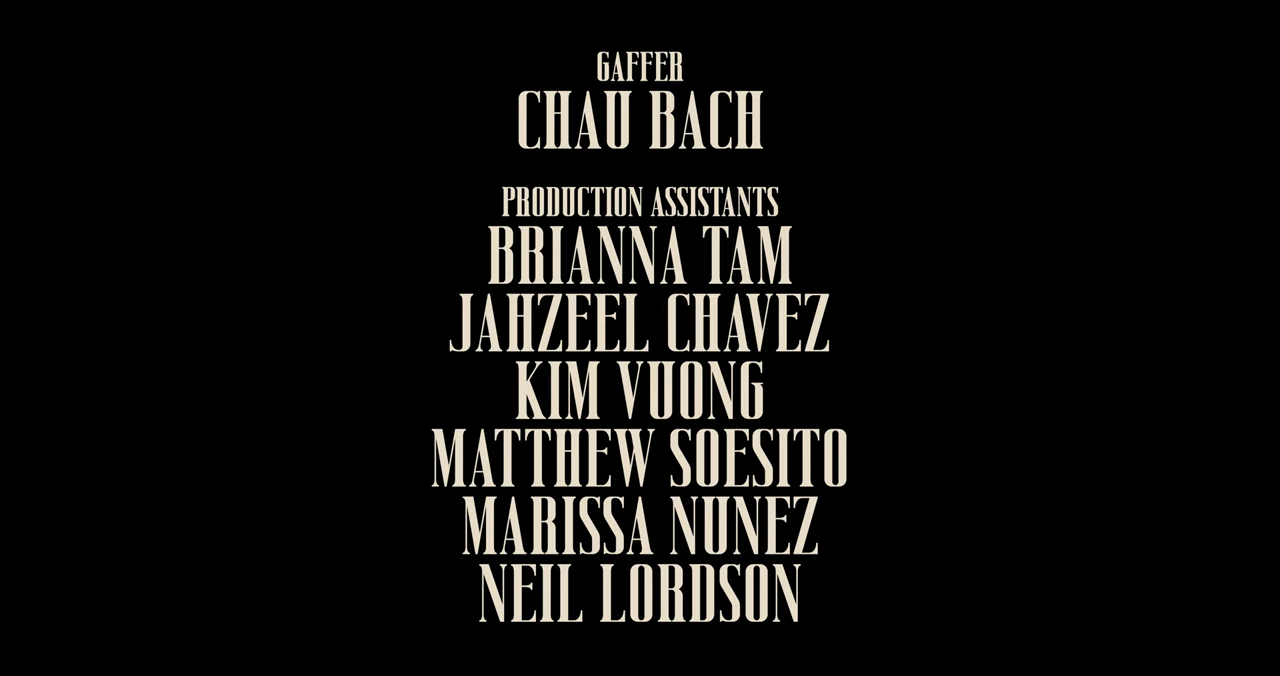 GAFFER
CHAU BACH
PRODUCTION ASSISTANTS
BRIANNA TAM
JAHZEEL CHAVEZ
KIM VUONG
MATTHEW SOESITO
MARISSA NUNEZ
NEIL LORDSON